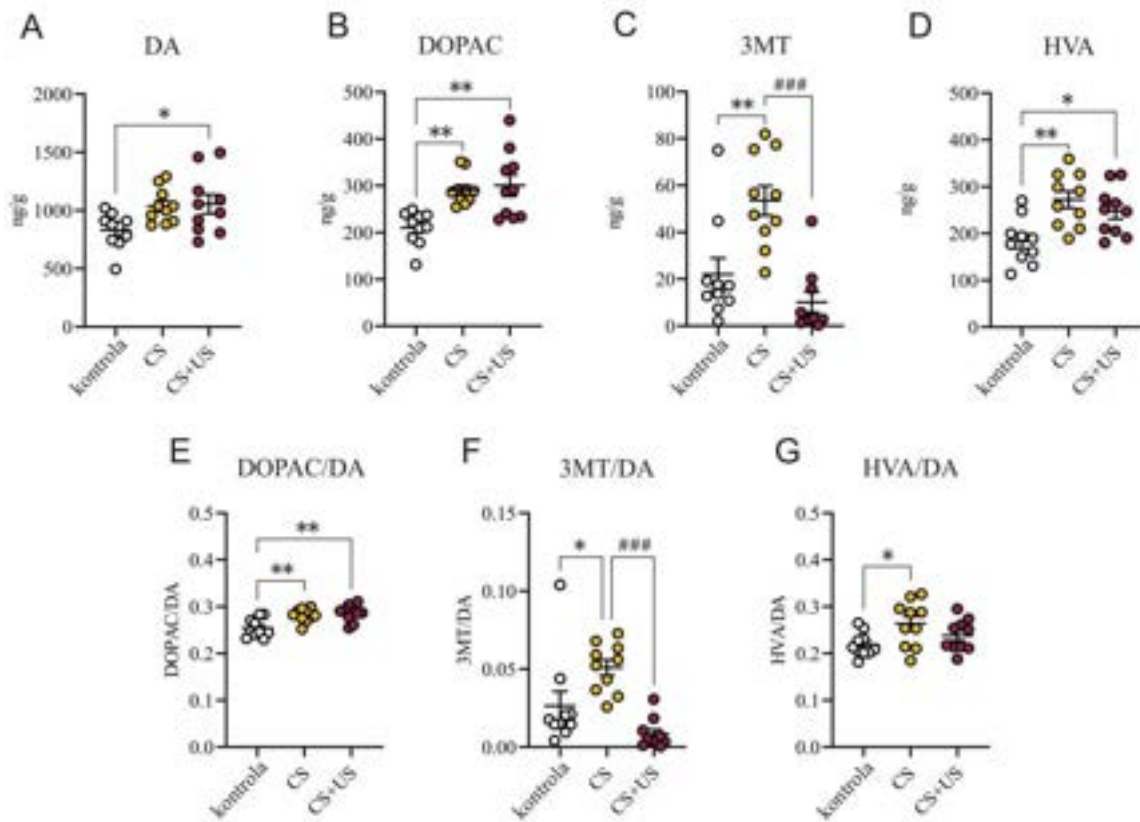 A
DA
2000
1500
1000
500
0
ng/g
*
kontrola
CS
CS+US
B
DOPAC
500
400
300
200
100
0
ng/g
**
**
kontrola
CS
CS+US
C
3MT
100
80
60
40
20
0
** ###
kontrola
CS
CS+US
D
HVA
500
400
300
200
100
0
*
**
kontrola
CS
CS+US
E
DOPAC/DA
0.5
0.4
0.3
0.2
0.1
0.0
DOPAC/DA
**
**
kontrola
CS
CS+US
F
3MT/DA
0.15
0.10
0.05
0.00
3MT/DA
* ###
kontrola
CS
CS+US
G
HVA/DA
0.5
0.4
0.3
0.2
0.1
0.0
HVA/DA
*
kontrola
CS
CS+US